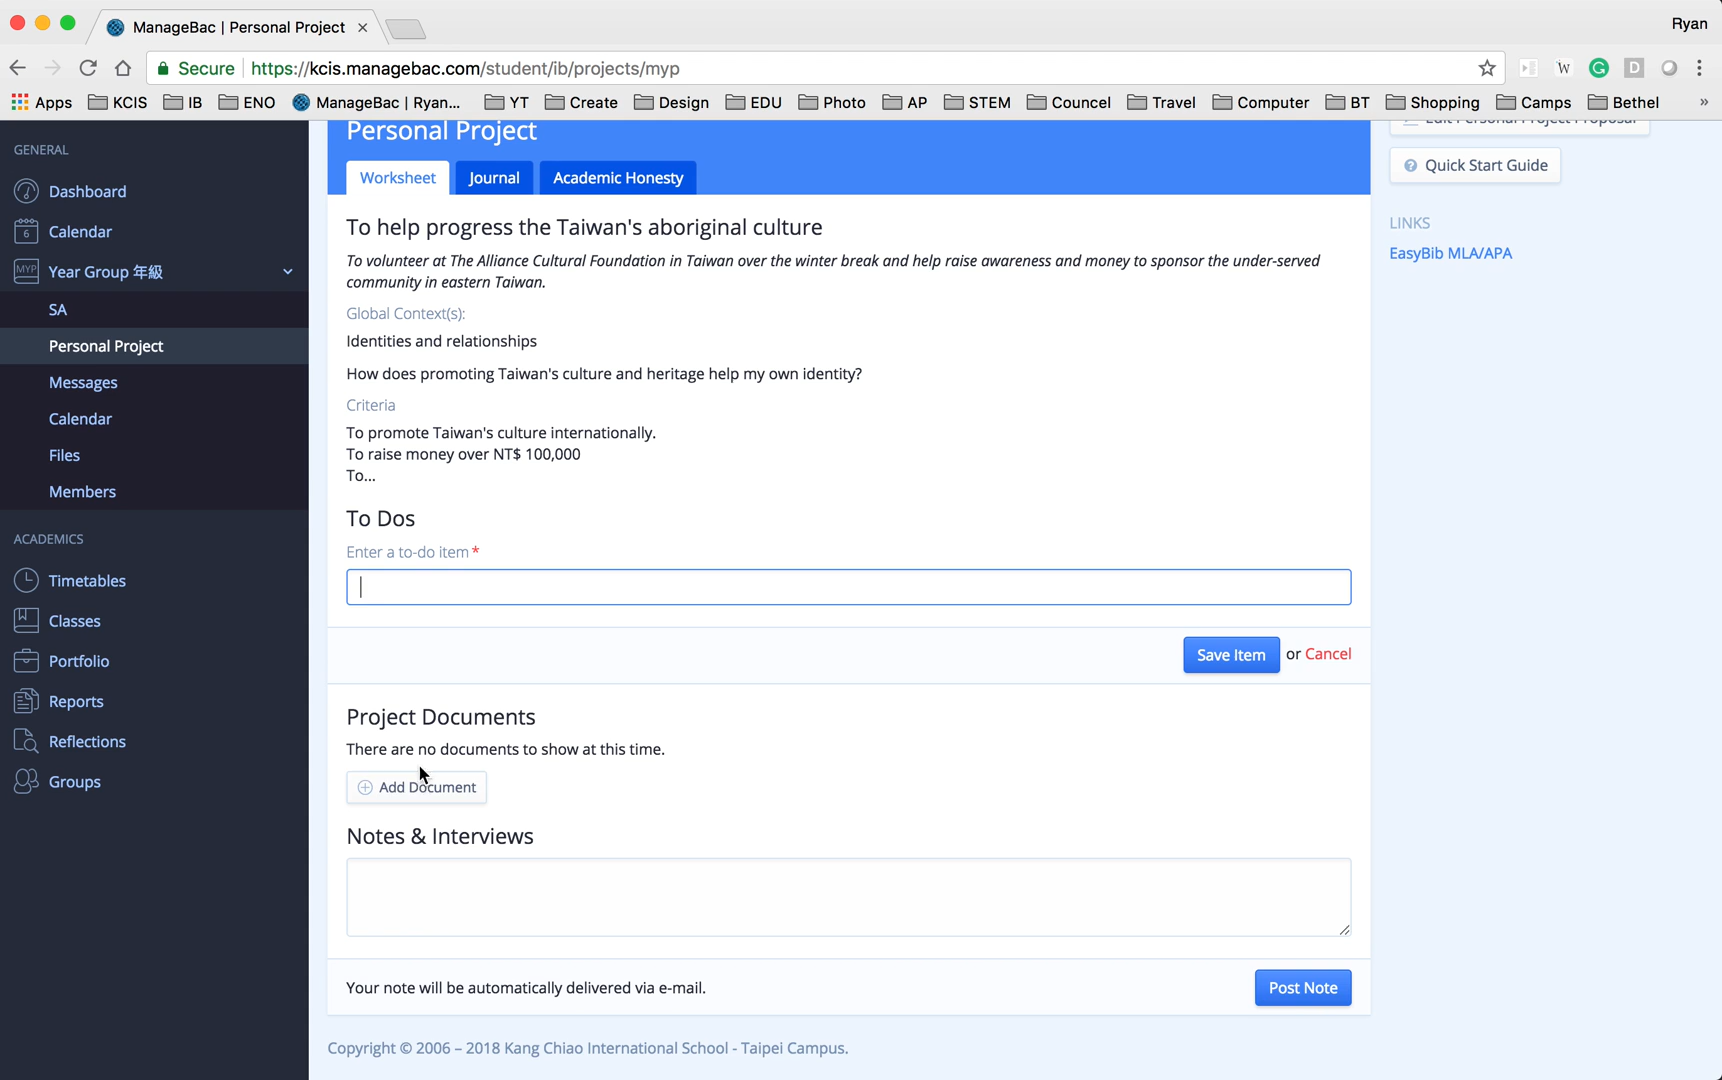 ManageBac | Personal Project
Ryan
Secure https://kcis.managebac.com/student/ib/projects/myp
W
G
D
Apps KCIS IB ENO ManageBac | Ryan... YT Create Design EDU Photo AP STEM Councel Travel Computer BT Shopping Camps Bethel »
GENERAL
Dashboard
6
Calendar
MYP
Year Group 年級
SA
Personal Project
Messages
Calendar
Files
Members
ACADEMICS
Timetables
Classes
Portfolio
Reports
Reflections
Groups
Personal Project
Worksheet
Journal
Academic Honesty
To help progress the Taiwan's aboriginal culture
To volunteer at The Alliance Cultural Foundation in Taiwan over the winter break and help raise awareness and money to sponsor the under-served
community in eastern Taiwan.
Global Context(s):
Identities and relationships
How does promoting Taiwan's culture and heritage help my own identity?
Criteria
To promote Taiwan's culture internationally.
To raise money over NT$ 100,000
To...
To Dos
Enter a to-do item *
Save Item or Cancel
Project Documents
There are no documents to show at this time.
Add Document
Notes & Interviews
Your note will be automatically delivered via e-mail.
Post Note
Copyright © 2006 – 2018 Kang Chiao International School - Taipei Campus.
Edit Personal Project Proposal
Quick Start Guide
LINKS
EasyBib MLA/APA